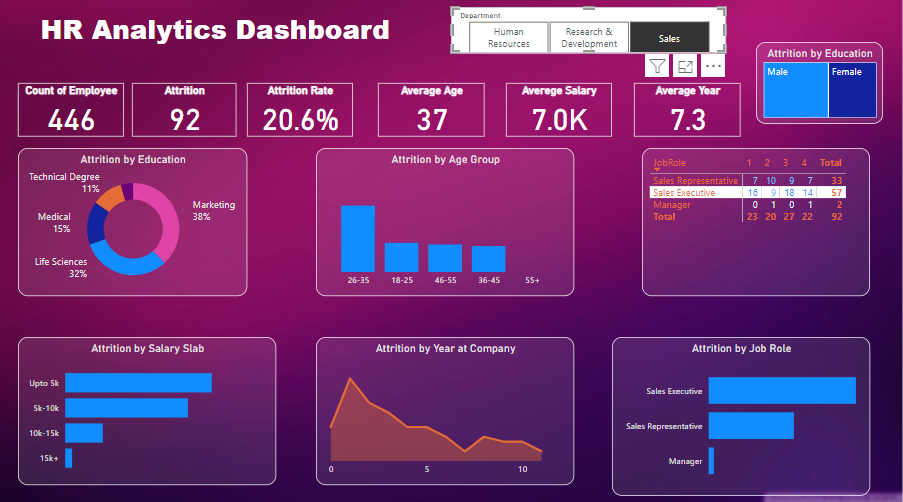 HR Analytics Dashboard
Department
Human
Resources
Research &
Development
Sales
Attrition by Education
Male
Female
Count of Employee
446
Attrition
92
Attrition Rate
20.6%
Average Age
37
Averege Salary
7.0K
Average Year
7.3
Attrition by Education
Technical Degree
11%
Medical
15%
Life Sciences
32%
Marketing
38%
Attrition by Age Group
26-35 18-25 46-55 36-45 55+
JobRole 1 2 3 4 Total
Sales Representative 7 10 9 7 33
Sales Executive 16 9 18 14 57
Manager 0 1 0 1 2
Total 23 20 27 22 92
Attrition by Salary Slab
Upto 5k
5k-10k
10k-15k
15k+
Attrition by Year at Company
0 5 10
Attrition by Job Role
Sales Executive
Sales Representative
Manager